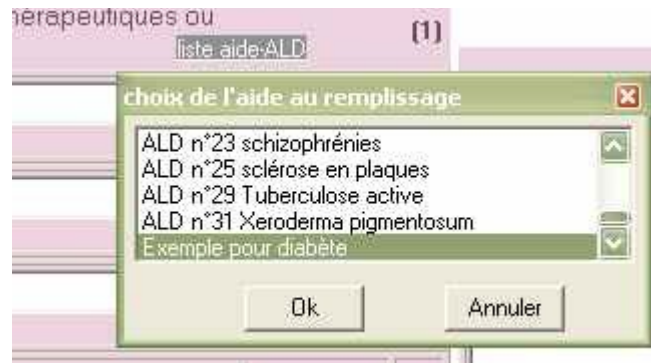 thérapeutiques ou
(1)
liste aide-ALD
choix de l'aide au remplissage
ALD n°23 schizophrénies
ALD n°25 sclérose en plaques
ALD n°29 Tuberculose active
ALD n°31 Xeroderma pigmentosum
Exemple pour diabète
Ok Annuler